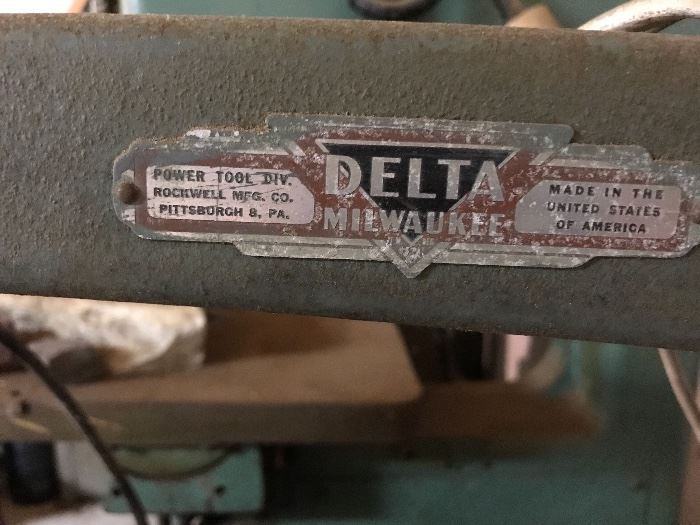 POWER TOOL DIV.
ROCKWELL MFG. CO.
PITTSBURGH 8, PA.
DELTA
MILWAUKEE
MADE IN THE
UNITED STATES
OF AMERICA